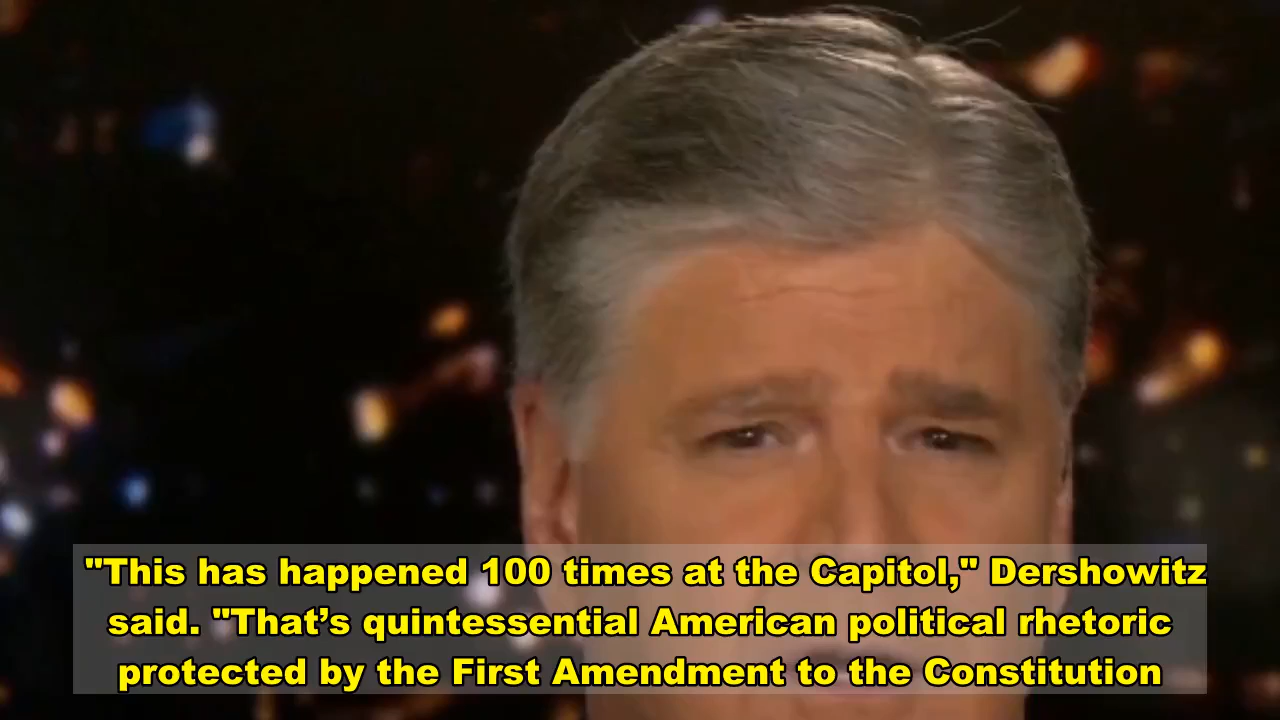 "This has happened 100 times at the Capitol," Dershowitz
said. "That’s quintessential American political rhetoric
protected by the First Amendment to the Constitution